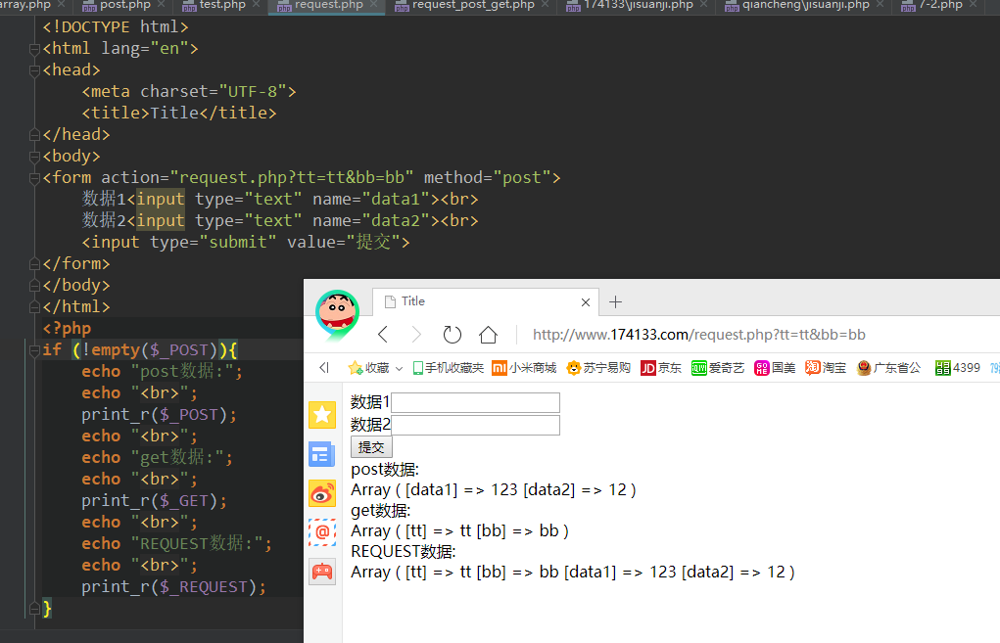 array.php post.php test.php request.php request_post_get.php 174133\jisuanji.php qiancheng\jisuanji.php 7-2.php
<!DOCTYPE html>
<html lang="en">
<head>
<meta charset="UTF-8">
<title>Title</title>
</head>
<body>
<form action="request.php?tt=tt&bb=bb" method="post">
数据1<input type="text" name="data1"><br>
数据2<input type="text" name="data2"><br>
<input type="submit" value="提交">
</form>
</body>
</html>
<?php
if (!empty($_POST)){
echo "post数据:";
echo "<br>";
print_r($_POST);
echo "<br>";
echo "get数据:";
echo "<br>";
print_r($_GET);
echo "<br>";
echo "REQUEST数据:";
echo "<br>";
print_r($_REQUEST);
}
Title
http://www.174133.com/request.php?tt=tt&bb=bb
收藏 手机收藏夹 小米商城 苏宁易购 JD 京东 爱奇艺 国美 淘 淘宝 广东省公 4399
数据1
数据2
提交
post数据:
Array ( [data1] => 123 [data2] => 12 )
get数据:
Array ( [tt] => tt [bb] => bb )
REQUEST数据:
Array ( [tt] => tt [bb] => bb [data1] => 123 [data2] => 12 )